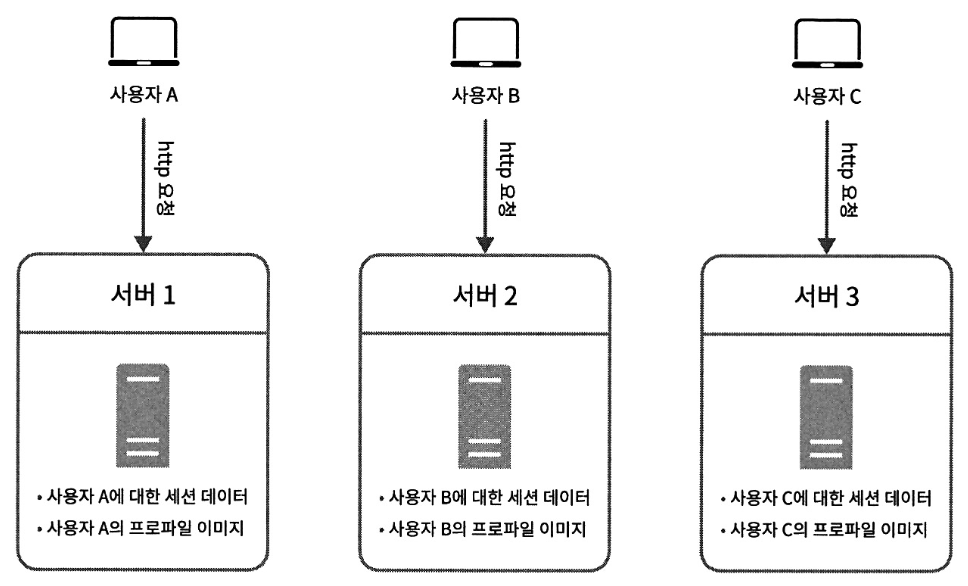 사용자 A
사용자 B
사용자 C
http 요청
http 요청
http 요청
서버 1
서버 2
서버 3
• 사용자 A에 대한 세션 데이터
• 사용자 A의 프로파일 이미지
• 사용자 B에 대한 세션 데이터
• 사용자 B의 프로파일 이미지
• 사용자 C에 대한 세션 데이터
• 사용자 C의 프로파일 이미지